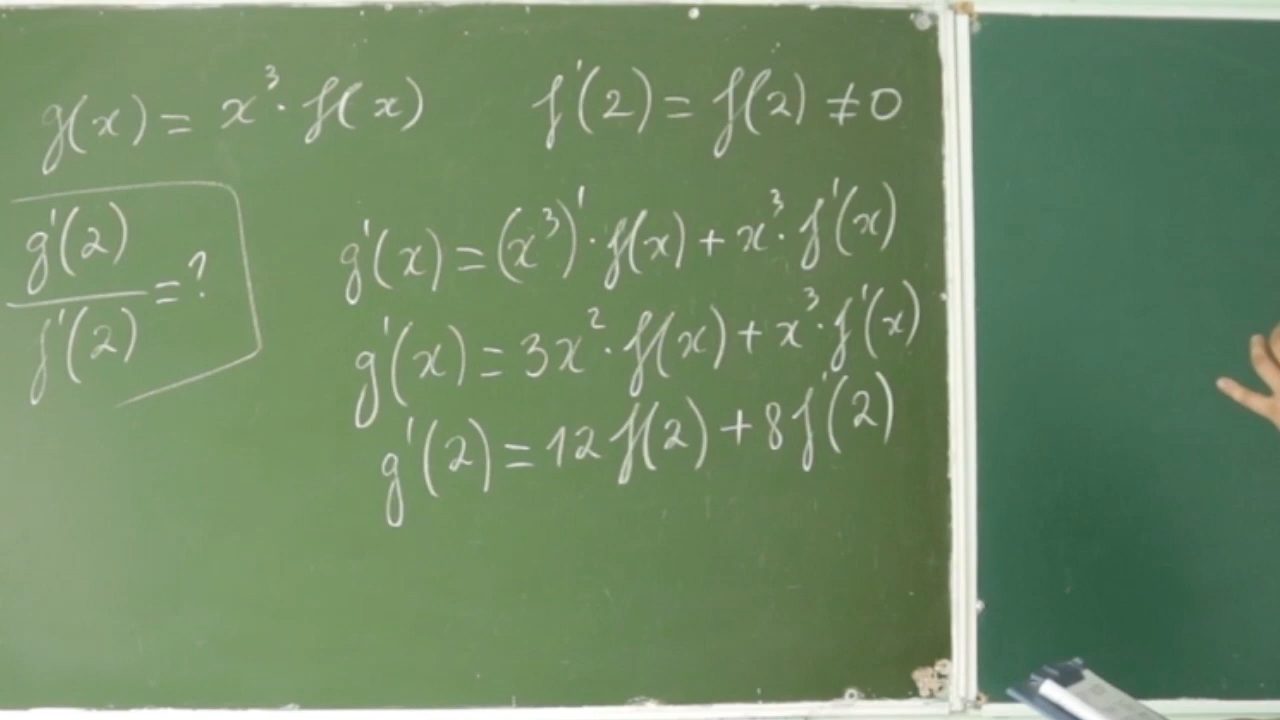 g(x) = x³ · f(x)
f'(2) = f(2) ≠ 0
g'(2)
/
f'(2)
= ?
g'(x) = (x³)' · f(x) + x³ · f'(x)
g'(x) = 3x² · f(x) + x³ · f'(x)
g'(2) = 12 f(2) + 8 f'(2)